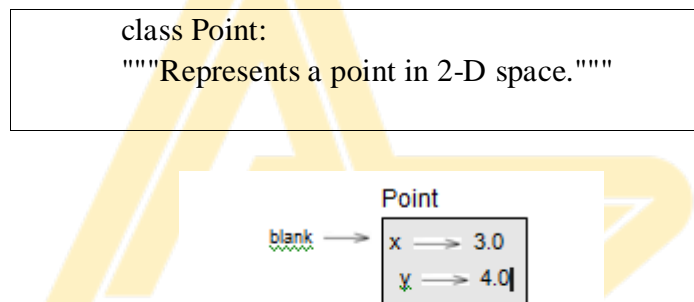 class Point:
"""Represents a point in 2-D space."""
Point
blank → x → 3.0
y → 4.0